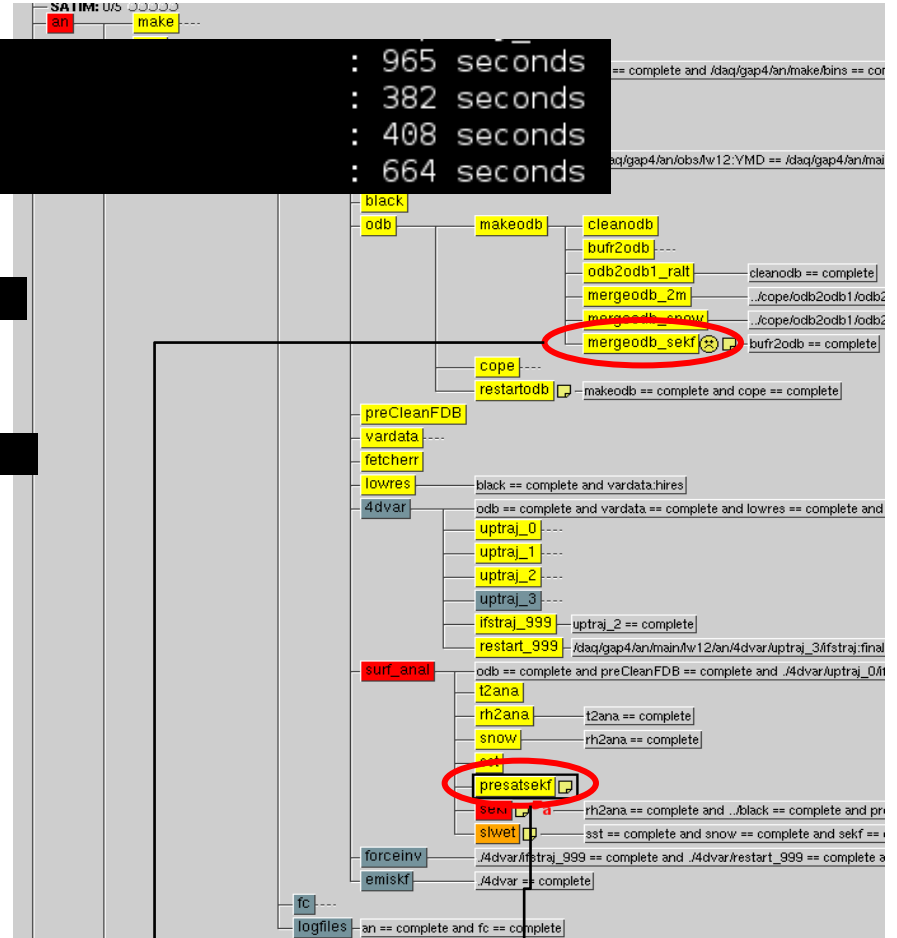 SATIM: 0/5
an make
: 965 seconds
== complete and /daq/gap4/an/make/bins == con
: 382 seconds
: 408 seconds
aq/gap4/an/obs/lw12:YMD == /daq/gap4/an/mai
: 664 seconds
black
odb makeodb cleanodb
bufr2odb
odb2odb1_ralt cleanodb == complete
mergeodb_2m ../cope/odb2odb1/odb2
mergeodb_snow ../cope/odb2odb1/odb2
mergeodb_sekf bufr2odb == complete
cope
restartodb makeodb == complete and cope == complete
preCleanFDB
vardata
fetcherr
lowres black == complete and vardata:hires
4dvar odb == complete and vardata == complete and lowres == complete and
uptraj_0
uptraj_1
uptraj_2
uptraj_3
ifstraj_999 uptraj_2 == complete
restart_999 /daq/gap4/an/main/lw12/an/4dvar/uptraj_3/ifstraj:final
surf_anal odb == complete and preCleanFDB == complete and ./4dvar/uptraj_0/if
t2ana
rh2ana t2ana == complete
snow rh2ana == complete
sst
presatsekf
sekf a rh2ana == complete and ../black == complete and pre
slwet sst == complete and snow == complete and sekf ==
forceinv ./4dvar/ifstraj_999 == complete and ./4dvar/restart_999 == complete a
emiskf ./4dvar == complete
fc
logfiles an == complete and fc == complete